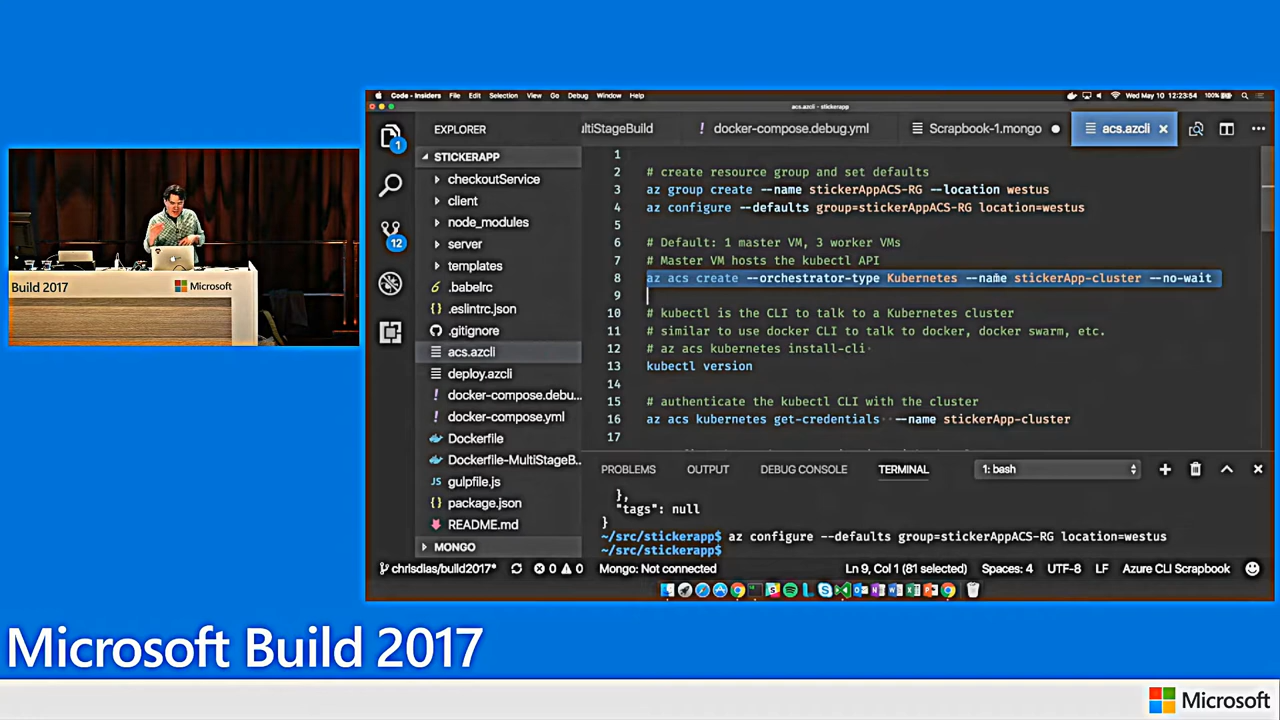 Code - Insiders File Edit Selection View Go Debug Window Help Wed May 10 12:23:54 100%
acs.azcli - stickerapp
EXPLORER
ultiStageBuild ! docker-compose.debug.yml Scrapbook-1.mongo acs.azcli
1
12
STICKERAPP
checkoutService
client
node_modules
server
templates
.babelrc
.eslintrc.json
.gitignore
acs.azcli
deploy.azcli
! docker-compose.debu...
! docker-compose.yml
Dockerfile
Dockerfile-MultiStageB...
JS gulpfile.js
{} package.json
README.md
MONGO
1
2 # create resource group and set defaults
3 az group create --name stickerAppACS-RG --location westus
4 az configure --defaults group=stickerAppACS-RG location=westus
5
6 # Default: 1 master VM, 3 worker VMs
7 # Master VM hosts the kubectl API
8 az acs create --orchestrator-type Kubernetes --name stickerApp-cluster --no-wait
9
10 # kubectl is the CLI to talk to a Kubernetes cluster
11 # similar to use docker CLI to talk to docker, docker swarm, etc.
12 # az acs kubernetes install-cli
13 kubectl version
14
15 # authenticate the kubectl CLI with the cluster
16 az acs kubernetes get-credentials --name stickerApp-cluster
17
PROBLEMS OUTPUT DEBUG CONSOLE TERMINAL 1: bash
},
"tags": null
}
~/src/stickerapp$ az configure --defaults group=stickerAppACS-RG location=westus
~/src/stickerapp$
chrisdias/build2017* 0 0 Mongo: Not connected Ln 9, Col 1 (81 selected) Spaces: 4 UTF-8 LF Azure CLI Scrapbook
Build 2017 Microsoft
Microsoft Build 2017
Microsoft